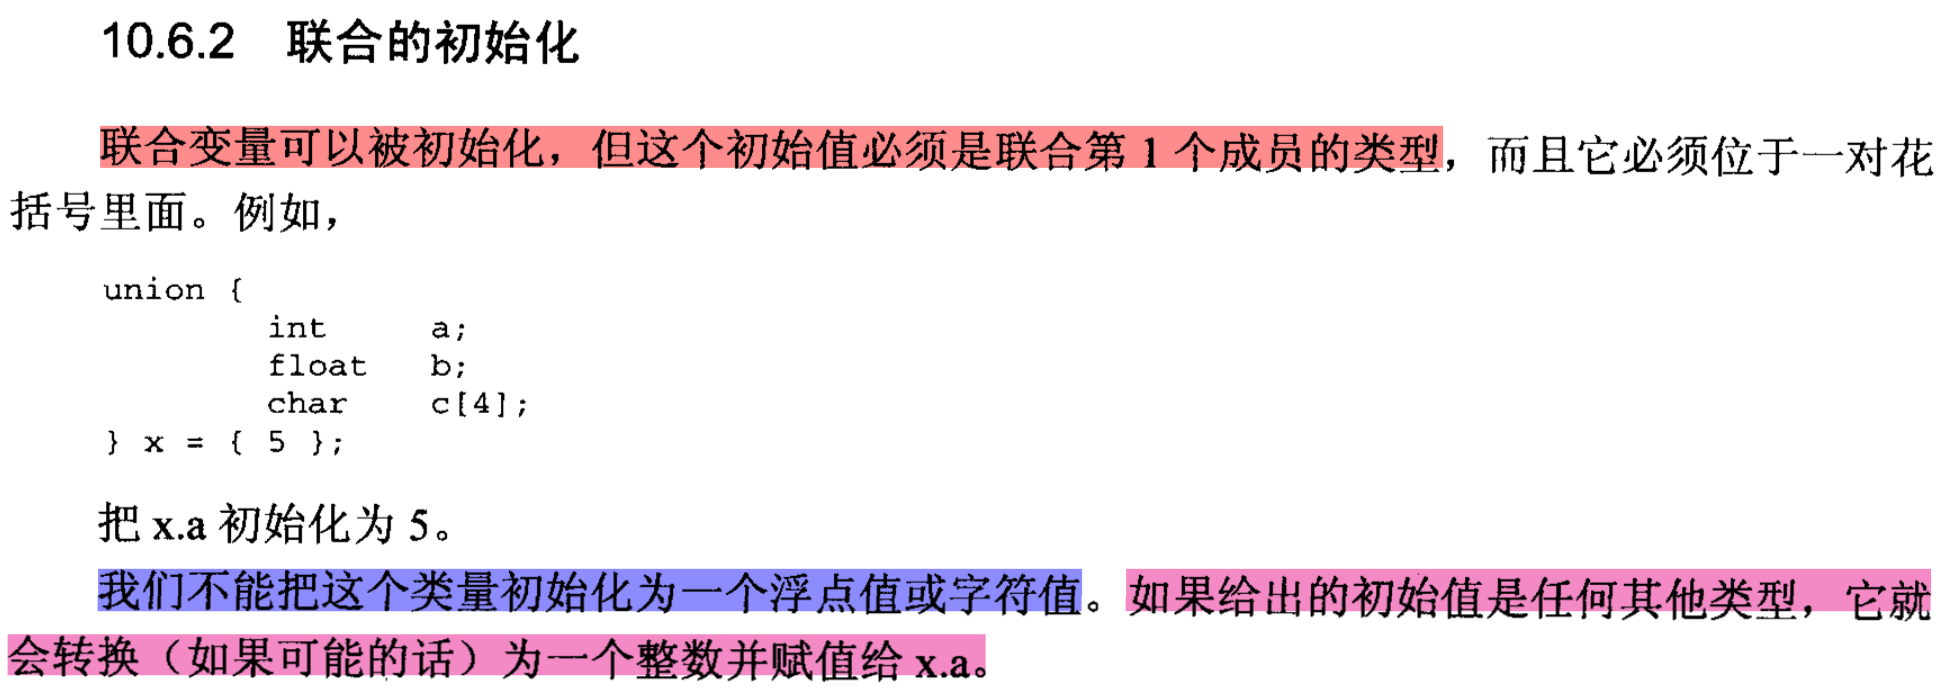 10.6.2 联合的初始化
联合变量可以被初始化，但这个初始值必须是联合第 1 个成员的类型，而且它必须位于一对花
括号里面。例如，
union {
int a;
float b;
char c[4];
} x = { 5 };
把 x.a 初始化为 5。
我们不能把这个类量初始化为一个浮点值或字符值。如果给出的初始值是任何其他类型，它就
会转换（如果可能的话）为一个整数并赋值给 x.a。